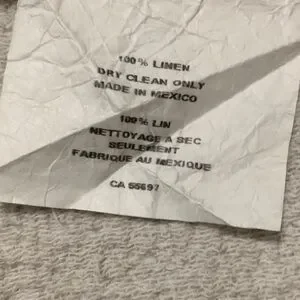 100% LINEN
DRY CLEAN ONLY
MADE IN MEXICO
100% LIN
NETTOYAGE A SEC
SEULEMENT
FABRIQUE AU MEXIQUE
CA 55697